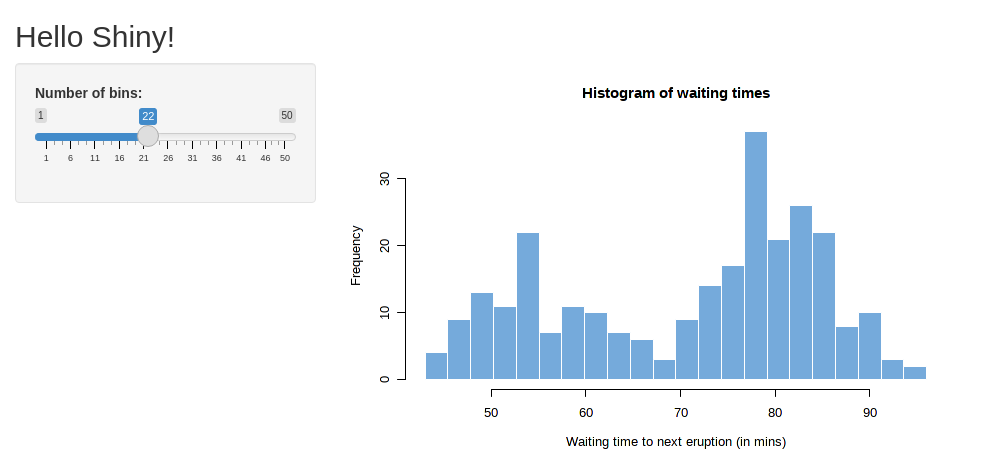 Hello Shiny!
Number of bins:
1 22 50
1 6 11 16 21 26 31 36 41 46 50
Histogram of waiting times
Frequency
30
20
10
0
50 60 70 80 90
Waiting time to next eruption (in mins)